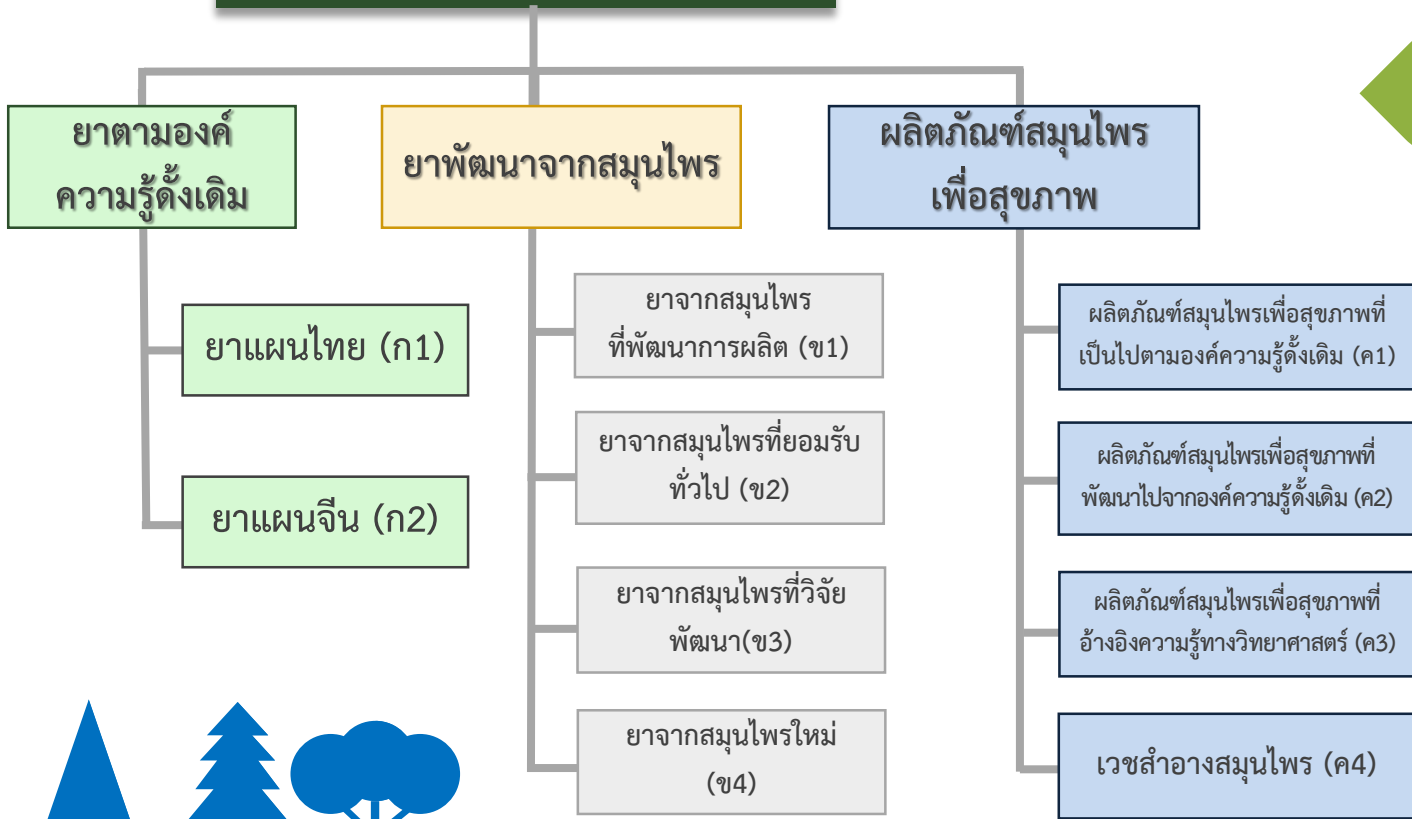 ยาตามองค์
ความรู้ดั้งเดิม
ยาแผนไทย (ก1)
ยาแผนจีน (ก2)
ยาพัฒนาจากสมุนไพร
ยาจากสมุนไพร
ที่พัฒนาการผลิต (ข1)
ยาจากสมุนไพรที่ยอมรับ
ทั่วไป (ข2)
ยาจากสมุนไพรที่วิจัย
พัฒนา(ข3)
ยาจากสมุนไพรใหม่
(ข4)
ผลิตภัณฑ์สมุนไพร
เพื่อสุขภาพ
ผลิตภัณฑ์สมุนไพรเพื่อสุขภาพที่
เป็นไปตามองค์ความรู้ดั้งเดิม (ค1)
ผลิตภัณฑ์สมุนไพรเพื่อสุขภาพที่
พัฒนาไปจากองค์ความรู้ดั้งเดิม (ค2)
ผลิตภัณฑ์สมุนไพรเพื่อสุขภาพที่
อ้างอิงความรู้ทางวิทยาศาสตร์ (ค3)
เวชสำอางสมุนไพร (ค4)